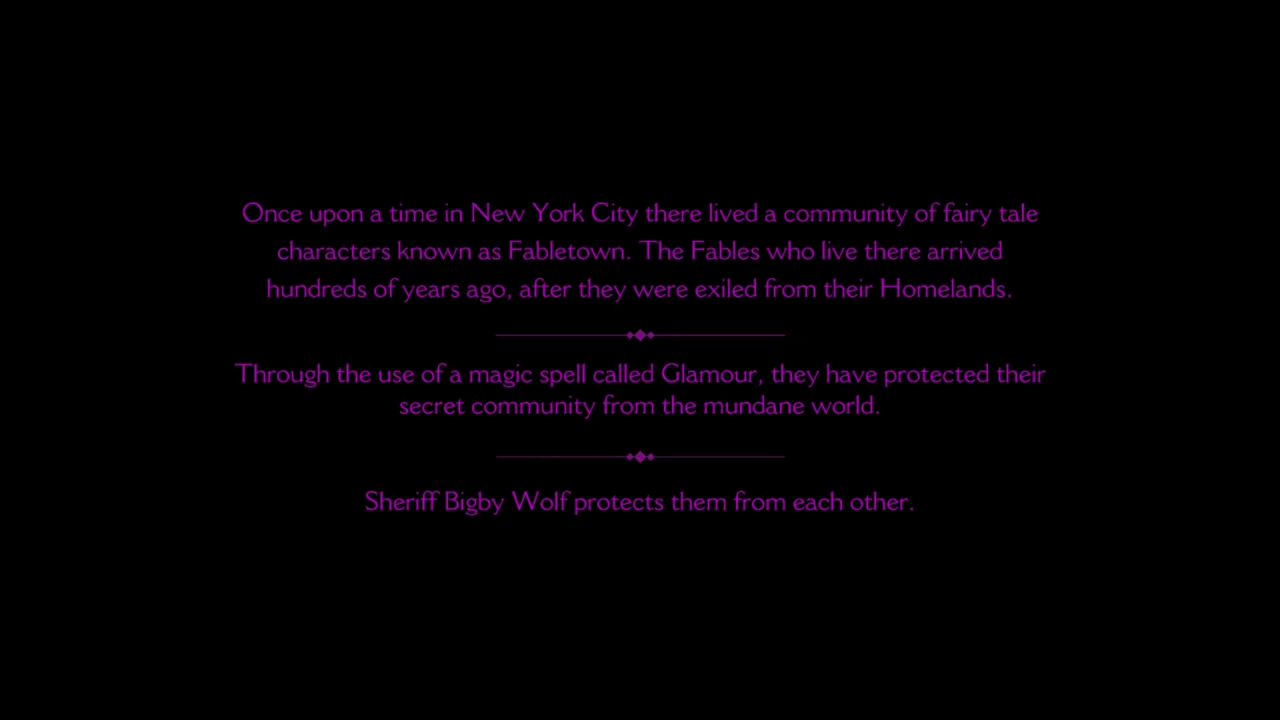 Once upon a time in New York City there lived a community of fairy tale
characters known as Fabletown. The Fables who live there arrived
hundreds of years ago, after they were exiled from their Homelands.
Through the use of a magic spell called Glamour, they have protected their
secret community from the mundane world.
Sheriff Bigby Wolf protects them from each other.